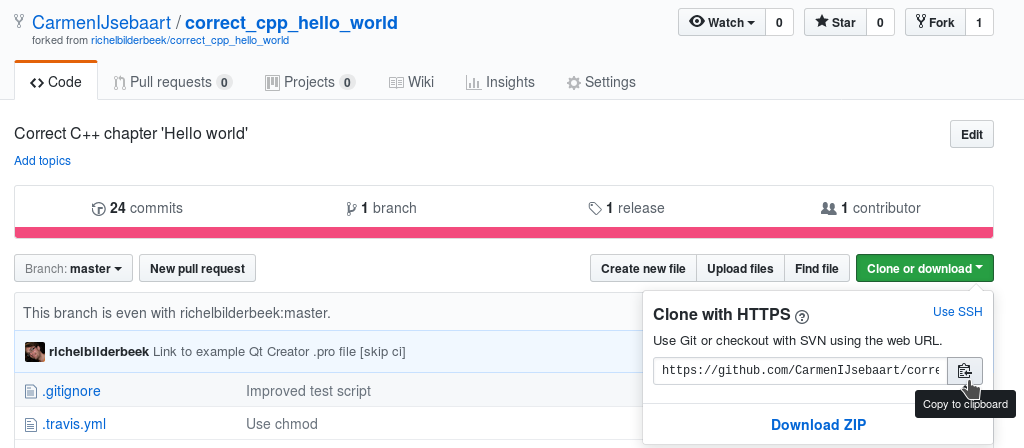 CarmenIJsebaart / correct_cpp_hello_world
Watch 0 Star 0 Fork 1
forked from richelbilderbeek/correct_cpp_hello_world
Code Pull requests 0 Projects 0 Wiki Insights Settings
Correct C++ chapter 'Hello world'
Edit
Add topics
24 commits 1 branch 1 release 1 contributor
Branch: master New pull request Create new file Upload files Find file Clone or download
This branch is even with richelbilderbeek:master.
richelbilderbeek Link to example Qt Creator .pro file [skip ci]
.gitignore Improved test script
.travis.yml Use chmod
Clone with HTTPS ? Use SSH
Use Git or checkout with SVN using the web URL.
https://github.com/CarmenIJsebaart/corre
Copy to clipboard
Download ZIP